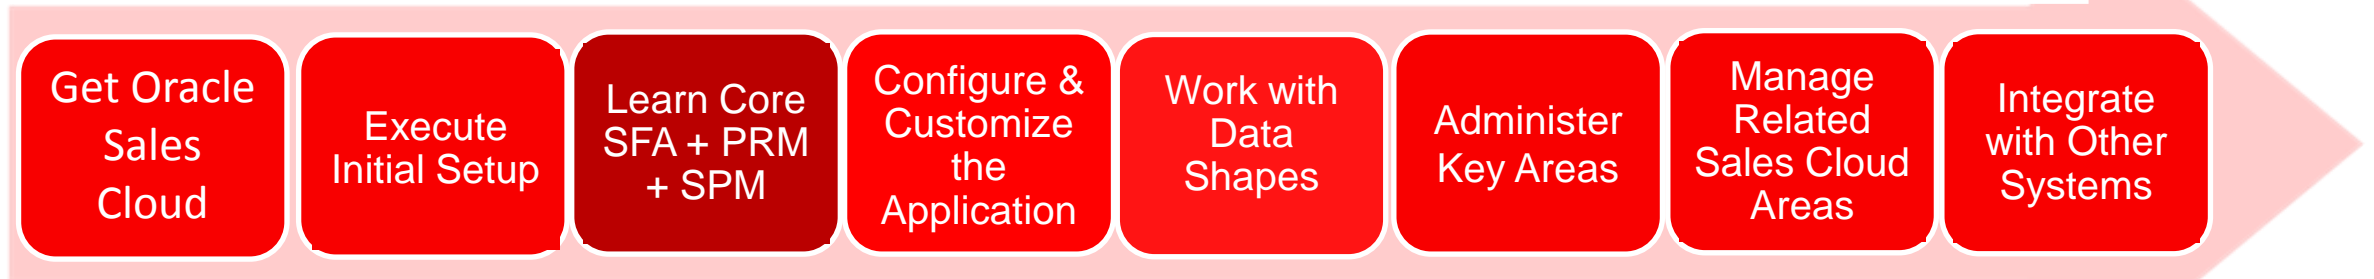 Get Oracle
Sales
Cloud
Execute
Initial Setup
Learn Core
SFA + PRM
+ SPM
Configure &
Customize
the
Application
Work with
Data
Shapes
Administer
Key Areas
Manage
Related
Sales Cloud
Areas
Integrate
with Other
Systems